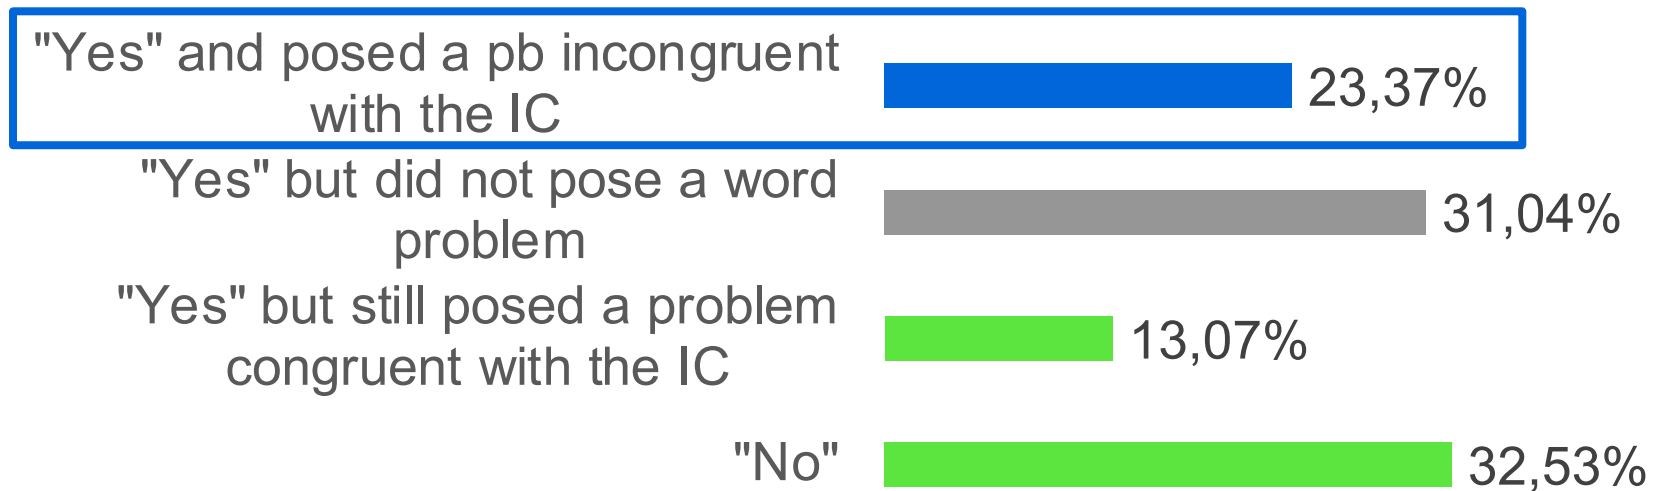 "Yes" and posed a pb incongruent
with the IC
23,37%
"Yes" but did not pose a word
problem
31,04%
"Yes" but still posed a problem
congruent with the IC
13,07%
"No"
32,53%